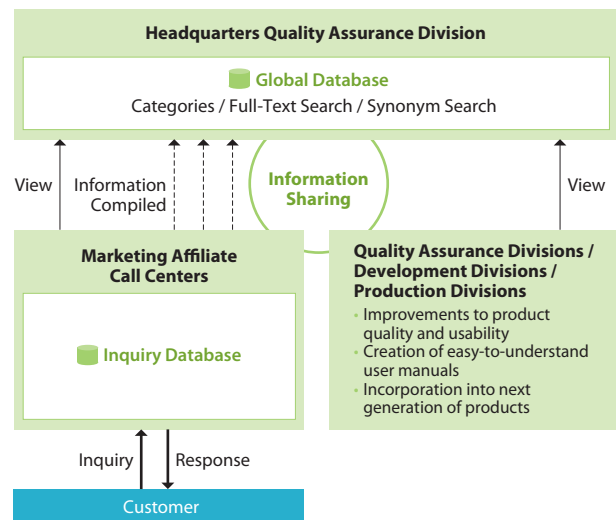 Headquarters Quality Assurance Division
Global Database
Categories / Full-Text Search / Synonym Search
View
Information
Compiled
Information
Sharing
View
Marketing Affiliate
Call Centers
Inquiry Database
Quality Assurance Divisions /
Development Divisions /
Production Divisions
• Improvements to product
quality and usability
• Creation of easy-to-understand
user manuals
• Incorporation into next
generation of products
Inquiry
Response
Customer